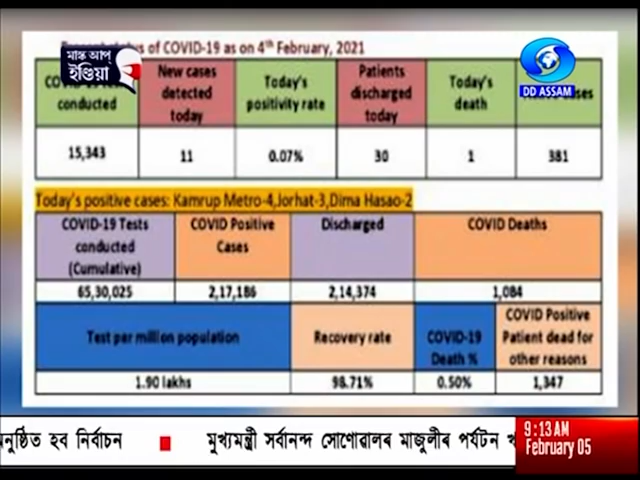 status of COVID-19 as on 4th February, 2021
মাস্ক আপ
ইণ্ডিয়া
DD ASSAM
conducted
New cases
detected
today
Today's
positivity rate
Patients
discharged
today
Today's
death
15,343
11
0.07%
30
1
381
Today's positive cases: Kamrup Metro-4,Jorhat-3,Dima Hasao-2
COVID-19 Tests
conducted
(Cumulative)
COVID Positive
Cases
Discharged
COVID Deaths
65,30,025
2,17,186
2,14,374
1,084
Test per million population
Recovery rate
COVID-19
Death %
COVID Positive
Patient dead for
other reasons
1.90 lakhs
98.71%
0.50%
1,347
হব নিৰ্বাচন
মুখ্যমন্ত্ৰী সৰ্বানন্দ সোণোৱালৰ মাজুলীৰ পৰ্যটন
9:13AM
February 05